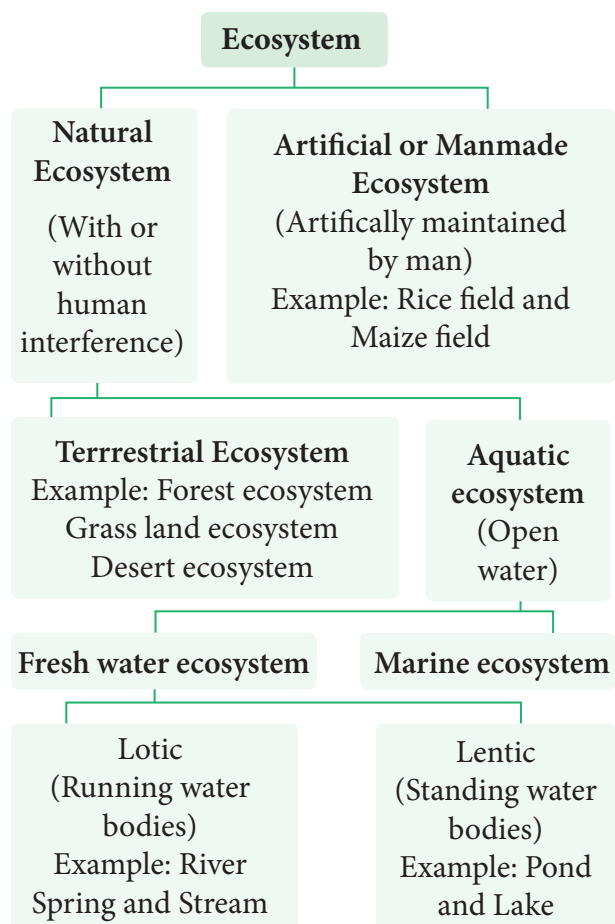 Ecosystem
Natural
Ecosystem
(With or
without
human
interference)
Artificial or Manmade
Ecosystem
(Artifically maintained
by man)
Example: Rice field and
Maize field
Terrrestrial Ecosystem
Example: Forest ecosystem
Grass land ecosystem
Desert ecosystem
Aquatic
ecosystem
(Open
water)
Fresh water ecosystem
Marine ecosystem
Lotic
(Running water
bodies)
Example: River
Spring and Stream
Lentic
(Standing water
bodies)
Example: Pond
and Lake